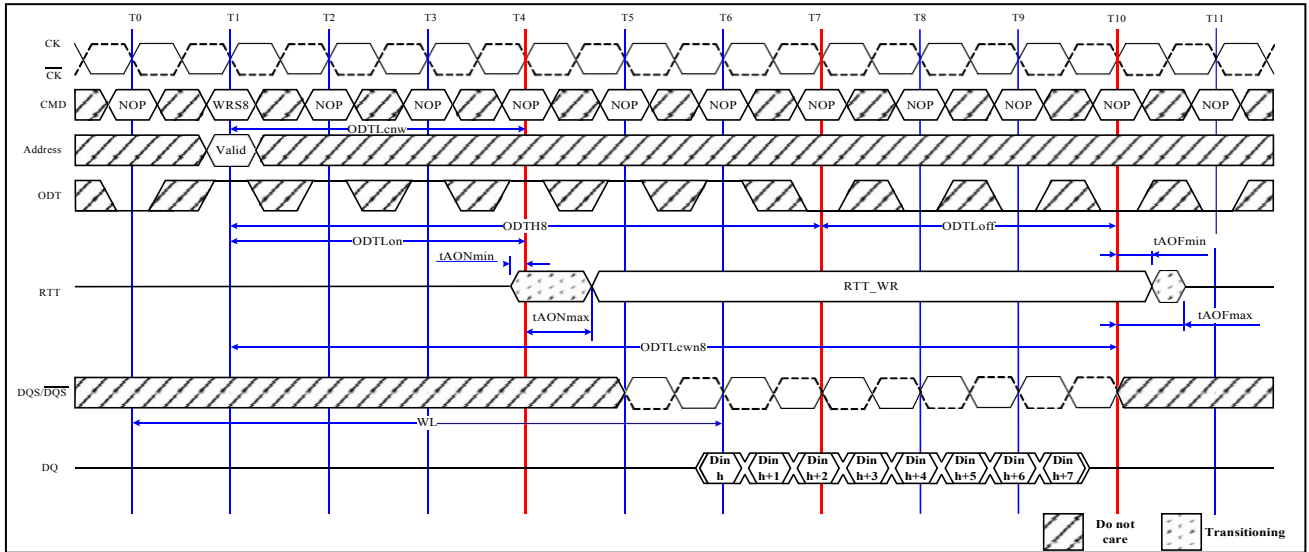 T0 T1 T2 T3 T4 T5 T6 T7 T8 T9 T10 T11
CK
CK
CMD NOP WRS8 NOP NOP NOP NOP NOP NOP NOP NOP NOP NOP
ODTLcnw
Address Valid
ODT
ODTH8 ODTLoff
ODTLon
tAONmin tAOFmin
RTT RTT_WR
tAONmax tAOFmax
ODTLcwn8
DQS/DQS
WL
DQ Din h Din h+1 Din h+2 Din h+3 Din h+4 Din h+5 Din h+6 Din h+7
Do not care
Transitioning